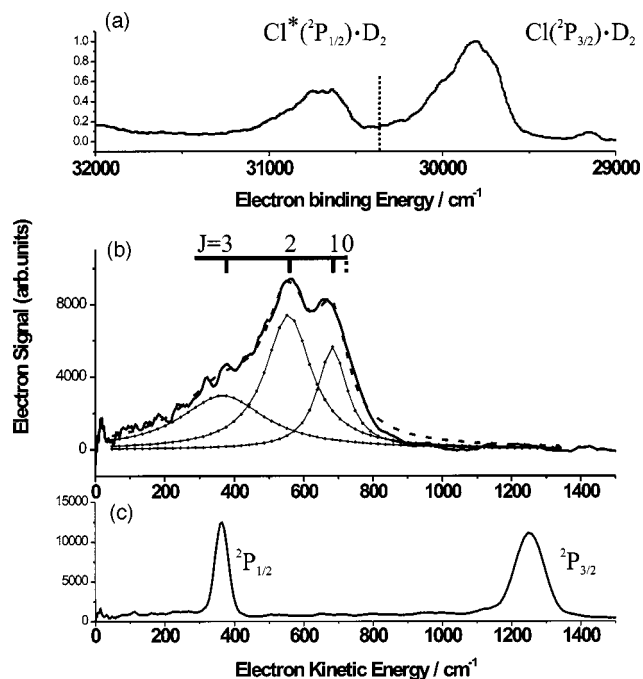 (a)
Cl*(²P₁/₂)·D₂
Cl(²P₃/₂)·D₂
1.0
0.8
0.6
0.4
0.2
0.0
32000 31000 30000 29000
Electron binding Energy / cm⁻¹
(b)
J=3 2 1 0
Electron Signal (arb.units)
8000
4000
0
0 200 400 600 800 1000 1200 1400
(c)
15000
10000
5000
0
²P₁/₂
²P₃/₂
0 200 400 600 800 1000 1200 1400
Electron Kinetic Energy / cm⁻¹